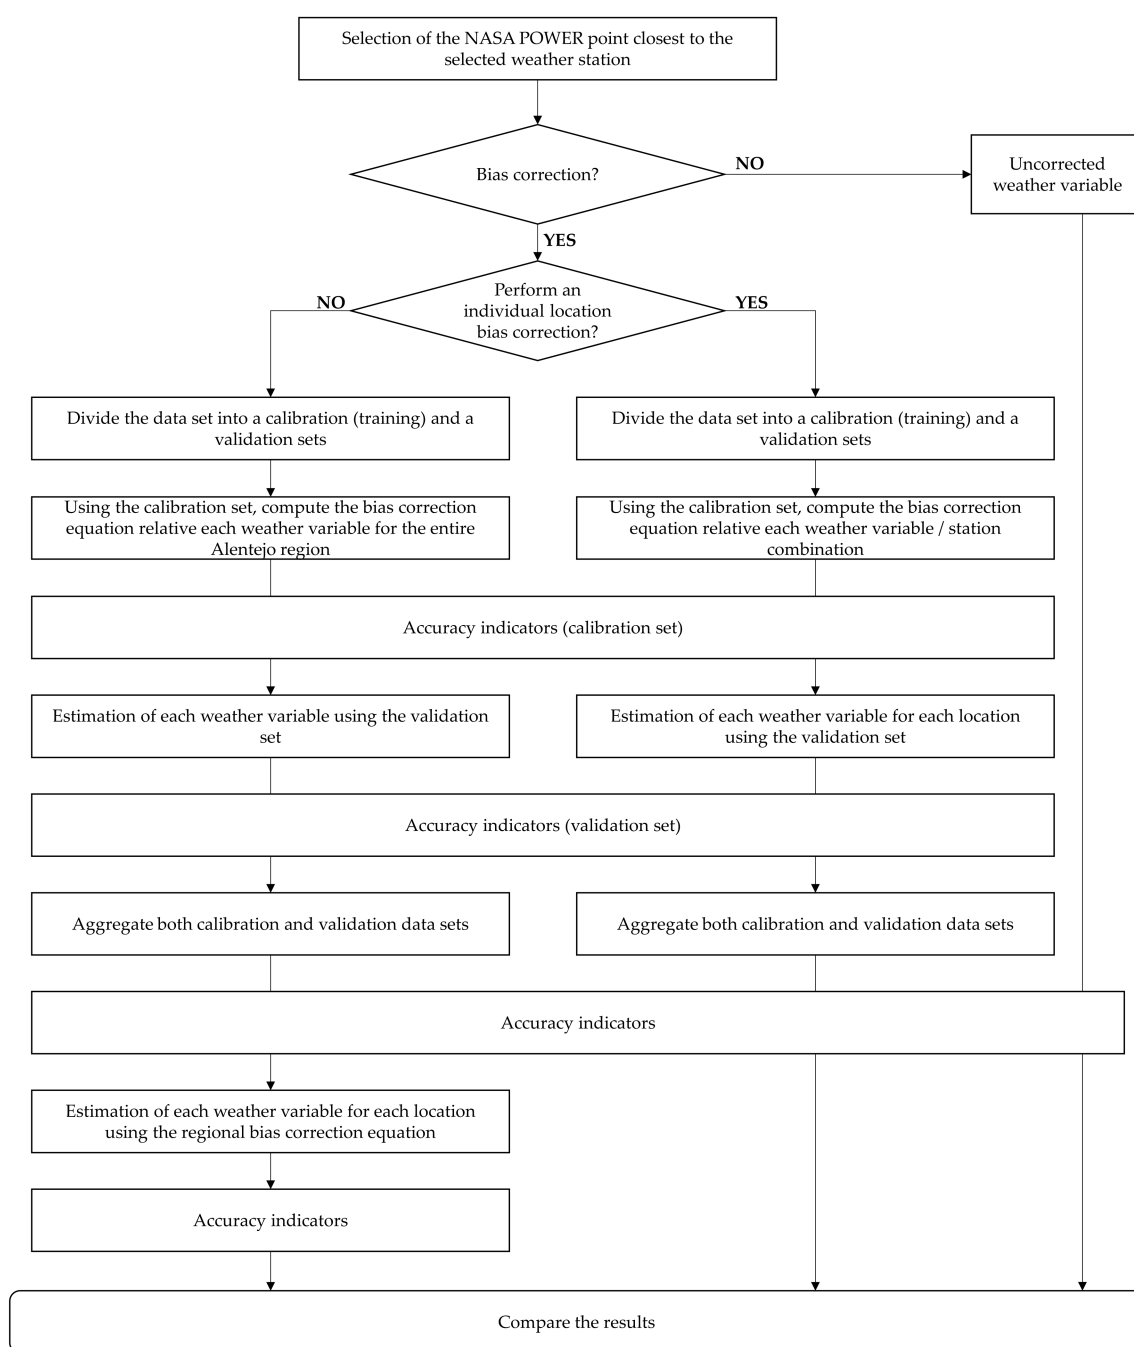 Selection of the NASA POWER point closest to the
selected weather station
Bias correction?
NO
Uncorrected
weather variable
YES
Perform an
individual location
bias correction?
NO
YES
Divide the data set into a calibration (training) and a
validation sets
Divide the data set into a calibration (training) and a
validation sets
Using the calibration set, compute the bias correction
equation relative each weather variable for the entire
Alentejo region
Using the calibration set, compute the bias correction
equation relative each weather variable / station
combination
Accuracy indicators (calibration set)
Estimation of each weather variable using the validation
set
Estimation of each weather variable for each location
using the validation set
Accuracy indicators (validation set)
Aggregate both calibration and validation data sets
Aggregate both calibration and validation data sets
Accuracy indicators
Estimation of each weather variable for each location
using the regional bias correction equation
Accuracy indicators
Compare the results